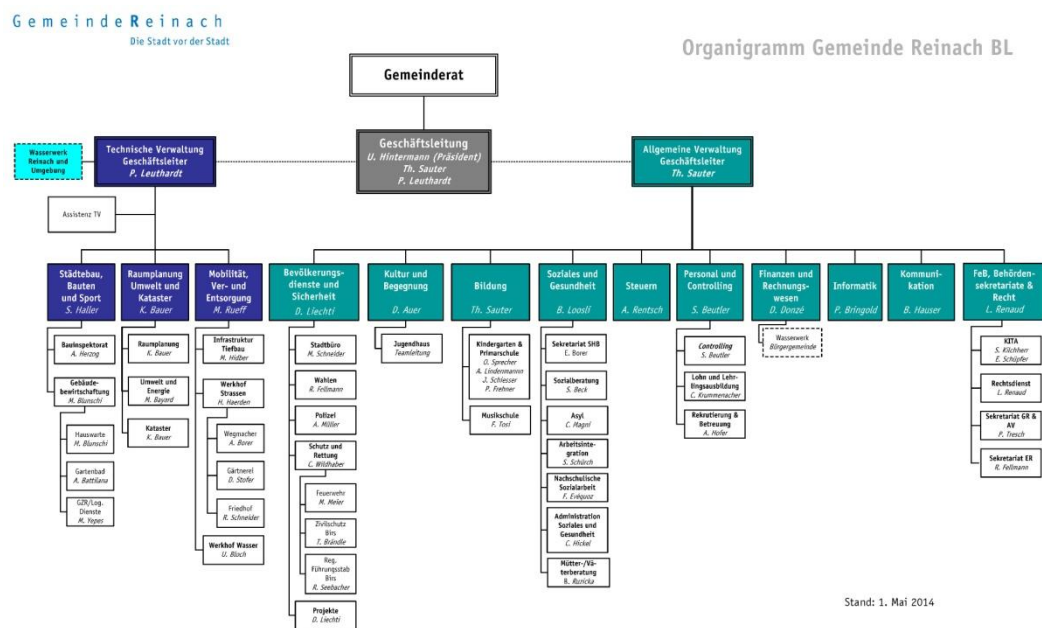 GemeindeReinach
Die Stadt vor der Stadt
Organigramm Gemeinde Reinach BL
Gemeinderat
Geschäftsleitung
U. Hintermann (Präsident)
Th. Sauter
P. Leuthardt
Wasserwerk
Reinach und
Umgebung
Technische Verwaltung
Geschäftsleiter
P. Leuthardt
Allgemeine Verwaltung
Geschäftsleiter
Th. Sauter
Assistenz TV
Städtebau,
Bauten
und Sport
S. Haller
Bauinspektorat
A. Herzog
Gebäude-
bewirtschaftung
M. Blunschi
Hauswarte
M. Blunschi
Gartenbad
A. Battilana
GZR/Log.
Dienste
M. Yepes
Raumplanung
Umwelt und
Kataster
K. Bauer
Raumplanung
K. Bauer
Umwelt und
Energie
M. Bayard
Kataster
K. Bauer
Mobilität,
Ver- und
Entsorgung
M. Rueff
Infrastruktur
Tiefbau
M. Hidber
Werkhof
Strassen
H. Haerden
Wegmacher
A. Borer
Gärtnerei
D. Stofer
Friedhof
R. Schneider
Werkhof Wasser
U. Bloch
Bevölkerungs-
dienste und
Sicherheit
D. Liechti
Stadtbüro
M. Schneider
Wahlen
R. Fellmann
Polizei
A. Müller
Schutz und
Rettung
C. Wildhaber
Feuerwehr
M. Meier
Zivilschutz
Birs
T. Brändle
Reg.
Führungsstab
Birs
R. Seebacher
Projekte
D. Liechti
Kultur und
Begegnung
D. Auer
Jugendhaus
Teamleitung
Bildung
Th. Sauter
Kindergarten &
Primarschule
O. Sprecher
A. Lindermannn
J. Schlesser
P. Frehner
Musikschule
F. Tosi
Soziales und
Gesundheit
B. Loosli
Sekretariat SHB
E. Borer
Sozialberatung
S. Beck
Asyl
C. Magni
Arbeitsinte-
gration
S. Schürch
Nachschulische
Sozialarbeit
F. Evéquoz
Administration
Soziales und
Gesundheit
C. Hickel
Mütter-/Vä-
terberatung
B. Ruzicka
Steuern
A. Rentsch
Personal und
Controlling
S. Beutler
Controlling
S. Beutler
Lohn und Lehr-
lingsausbildung
C. Krummenacher
Rekrutierung &
Betreuung
A. Hofer
Finanzen und
Rechnungs-
wesen
D. Donzé
Wasserwerk
Bürgergemeinde
Informatik
P. Bringold
Kommuni-
kation
B. Hauser
FeB, Behörden-
sekretariate &
Recht
L. Renaud
KITA
S. Kilchherr
E. Schüpfer
Rechtsdienst
L. Renaud
Sekretariat GR &
AV
P. Tresch
Sekretariat ER
R. Fellmann
Stand: 1. Mai 2014